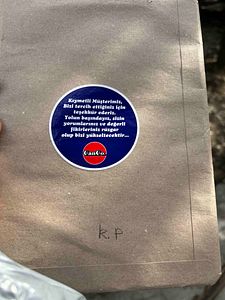 Kıymetli Müşterimiz,
Bizi tercih ettiğiniz için
teşekkür ederiz.
Yolun başındayız, sizin
yorumlarınız ve değerli
fikirleriniz rüzgar
olup bizi yükseltecektir...
K.P